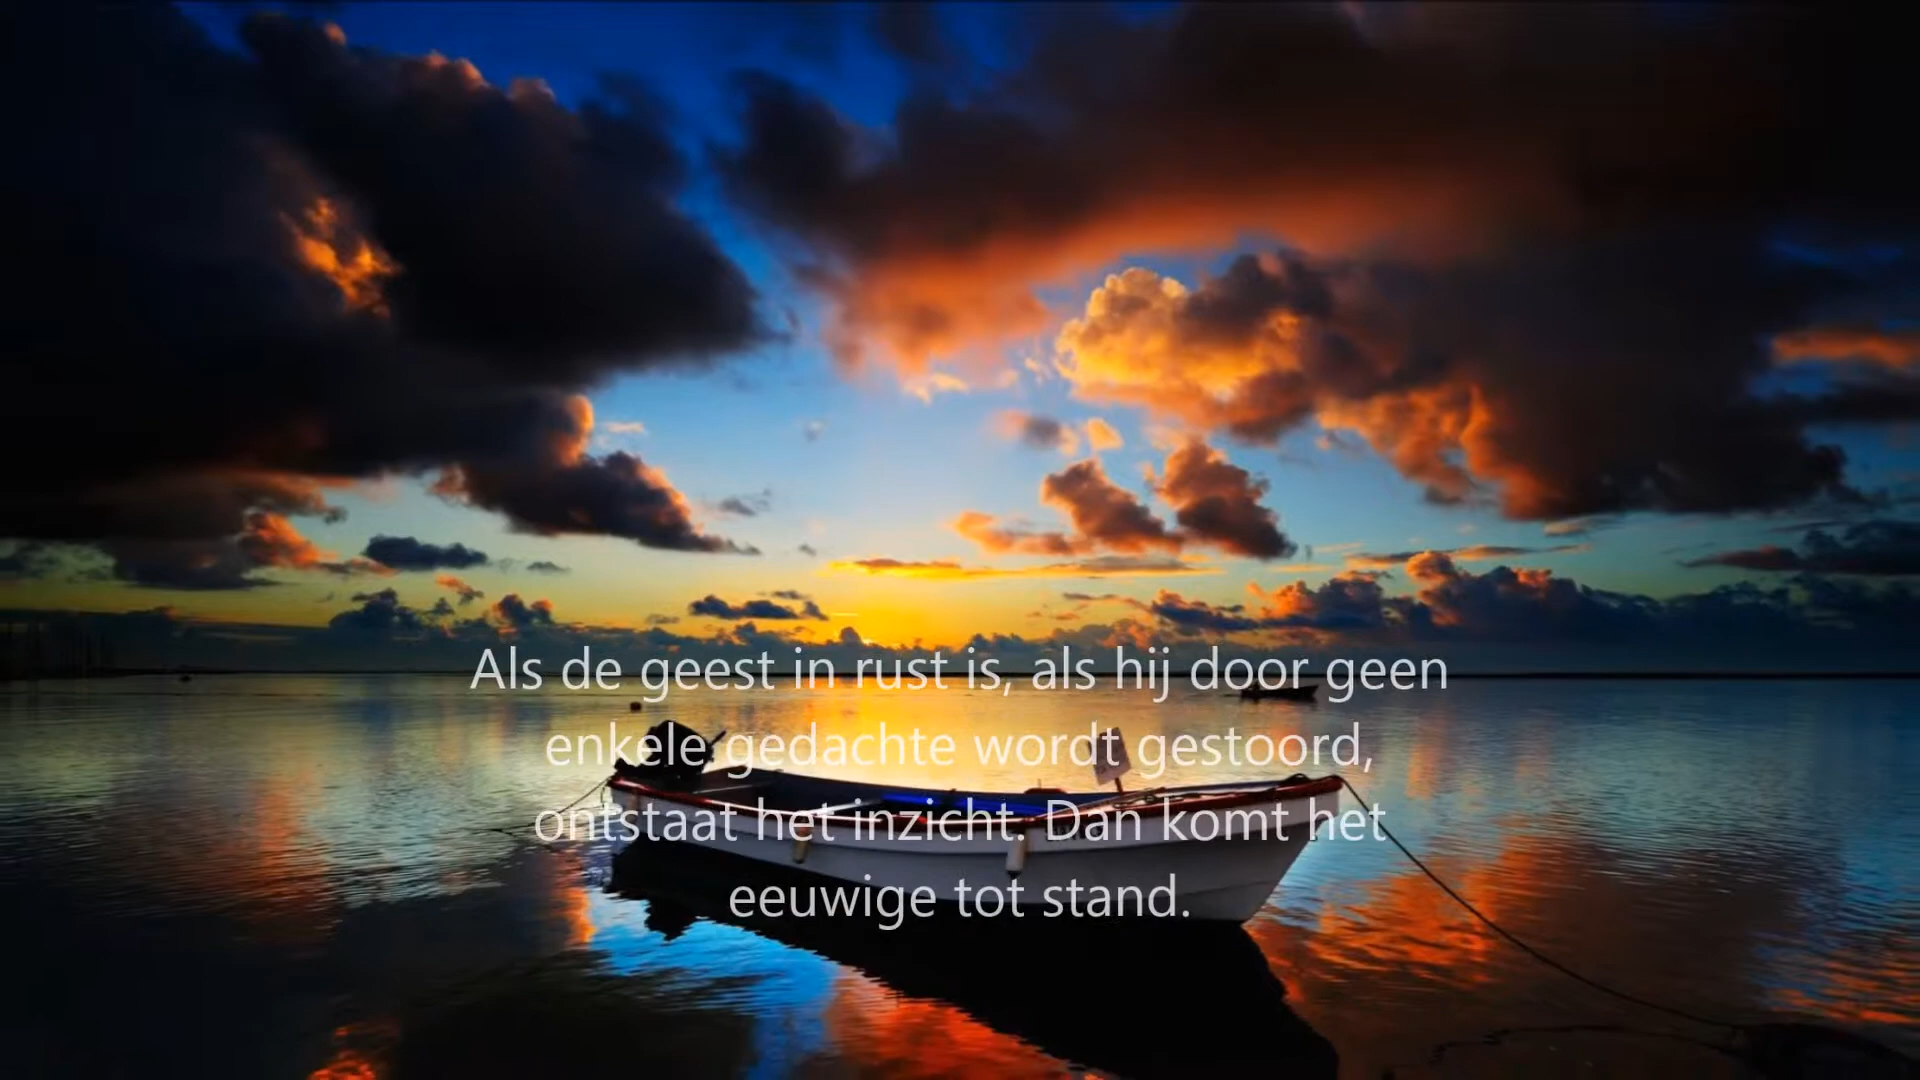 Als de geest in rust is, als hij door geen
enkele gedachte wordt gestoord,
ontstaat het inzicht. Dan komt het
eeuwige tot stand.